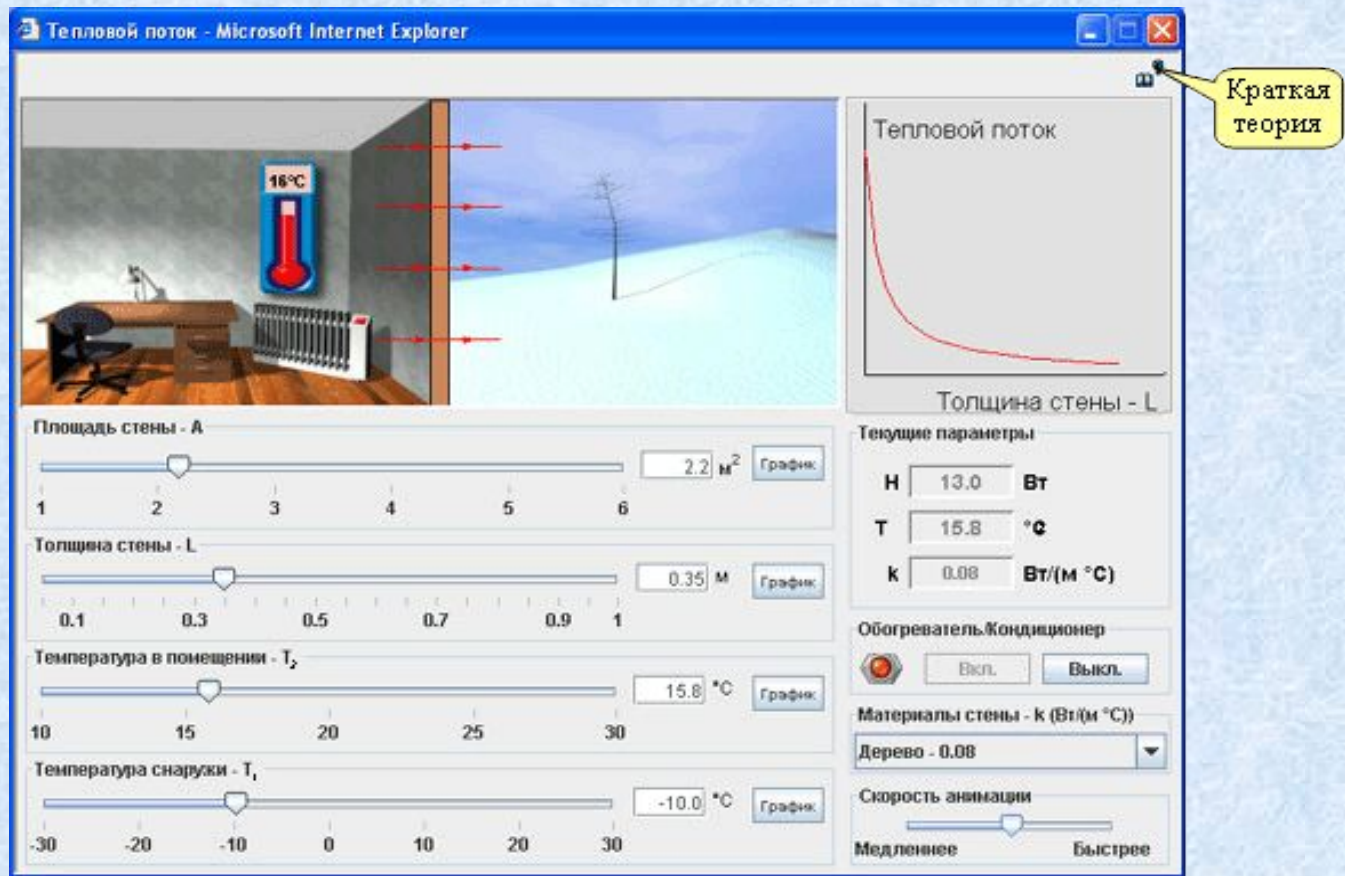 Тепловой поток - Microsoft Internet Explorer
Краткая
теория
16°C
Тепловой поток
Толщина стены - L
Площадь стены - A
2.2 м²
График
1 2 3 4 5 6
Толщина стены - L
0.35 м
График
0.1 0.3 0.5 0.7 0.9 1
Температура в помещении - T₂
15.8 °C
График
10 15 20 25 30
Температура снаружи - T₁
-10.0 °C
График
-30 -20 -10 0 10 20 30
Текущие параметры
H 13.0 Вт
T 15.8 °C
k 0.08 Вт/(м °C)
Обогреватель/Кондиционер
Вкл. Выкл.
Материалы стены - k (Вт/(м °C))
Дерево - 0.08
Скорость анимации
Медленнее Быстрее